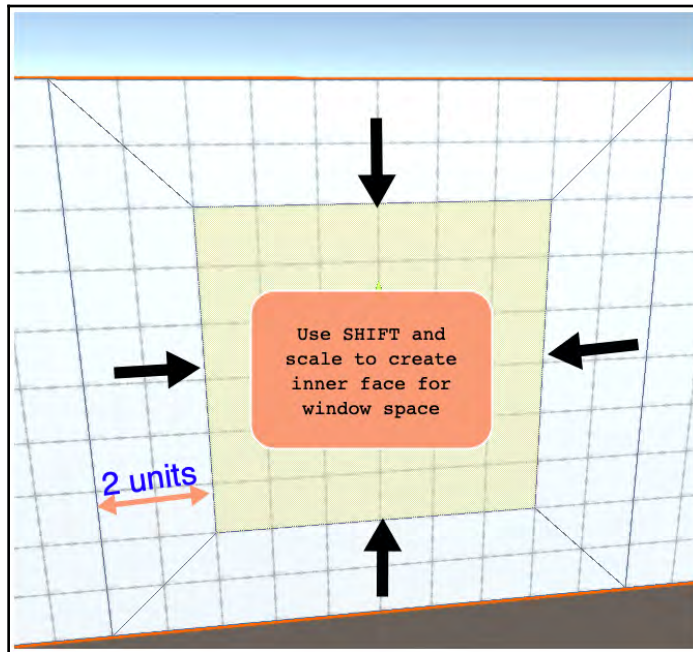 Use SHIFT and
scale to create
inner face for
window space
2 units